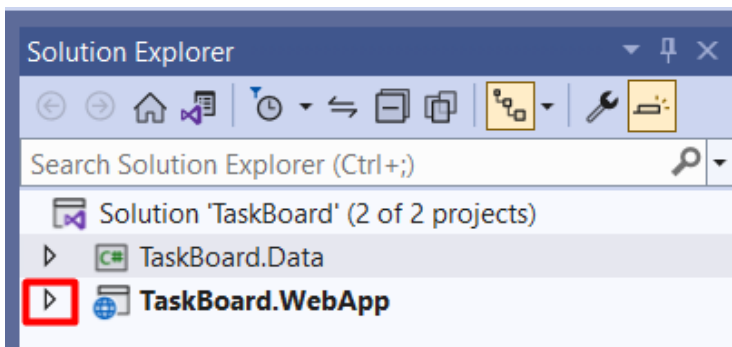 Solution Explorer
Search Solution Explorer (Ctrl+;)
Solution 'TaskBoard' (2 of 2 projects)
C# TaskBoard.Data
TaskBoard.WebApp